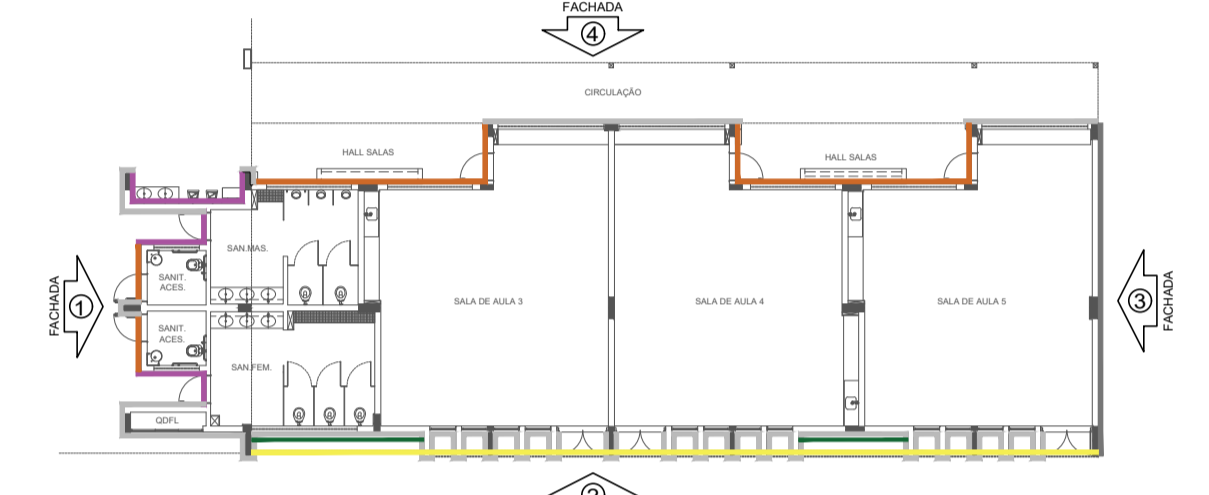 FACHADA
4
CIRCULAÇÃO
HALL SALAS
HALL SALAS
SAN.MAS.
SANIT.
ACES.
FACHADA
1
SALA DE AULA 3
SALA DE AULA 4
SALA DE AULA 5
3
FACHADA
SANIT.
ACES.
SAN.FEM.
QDFL
2